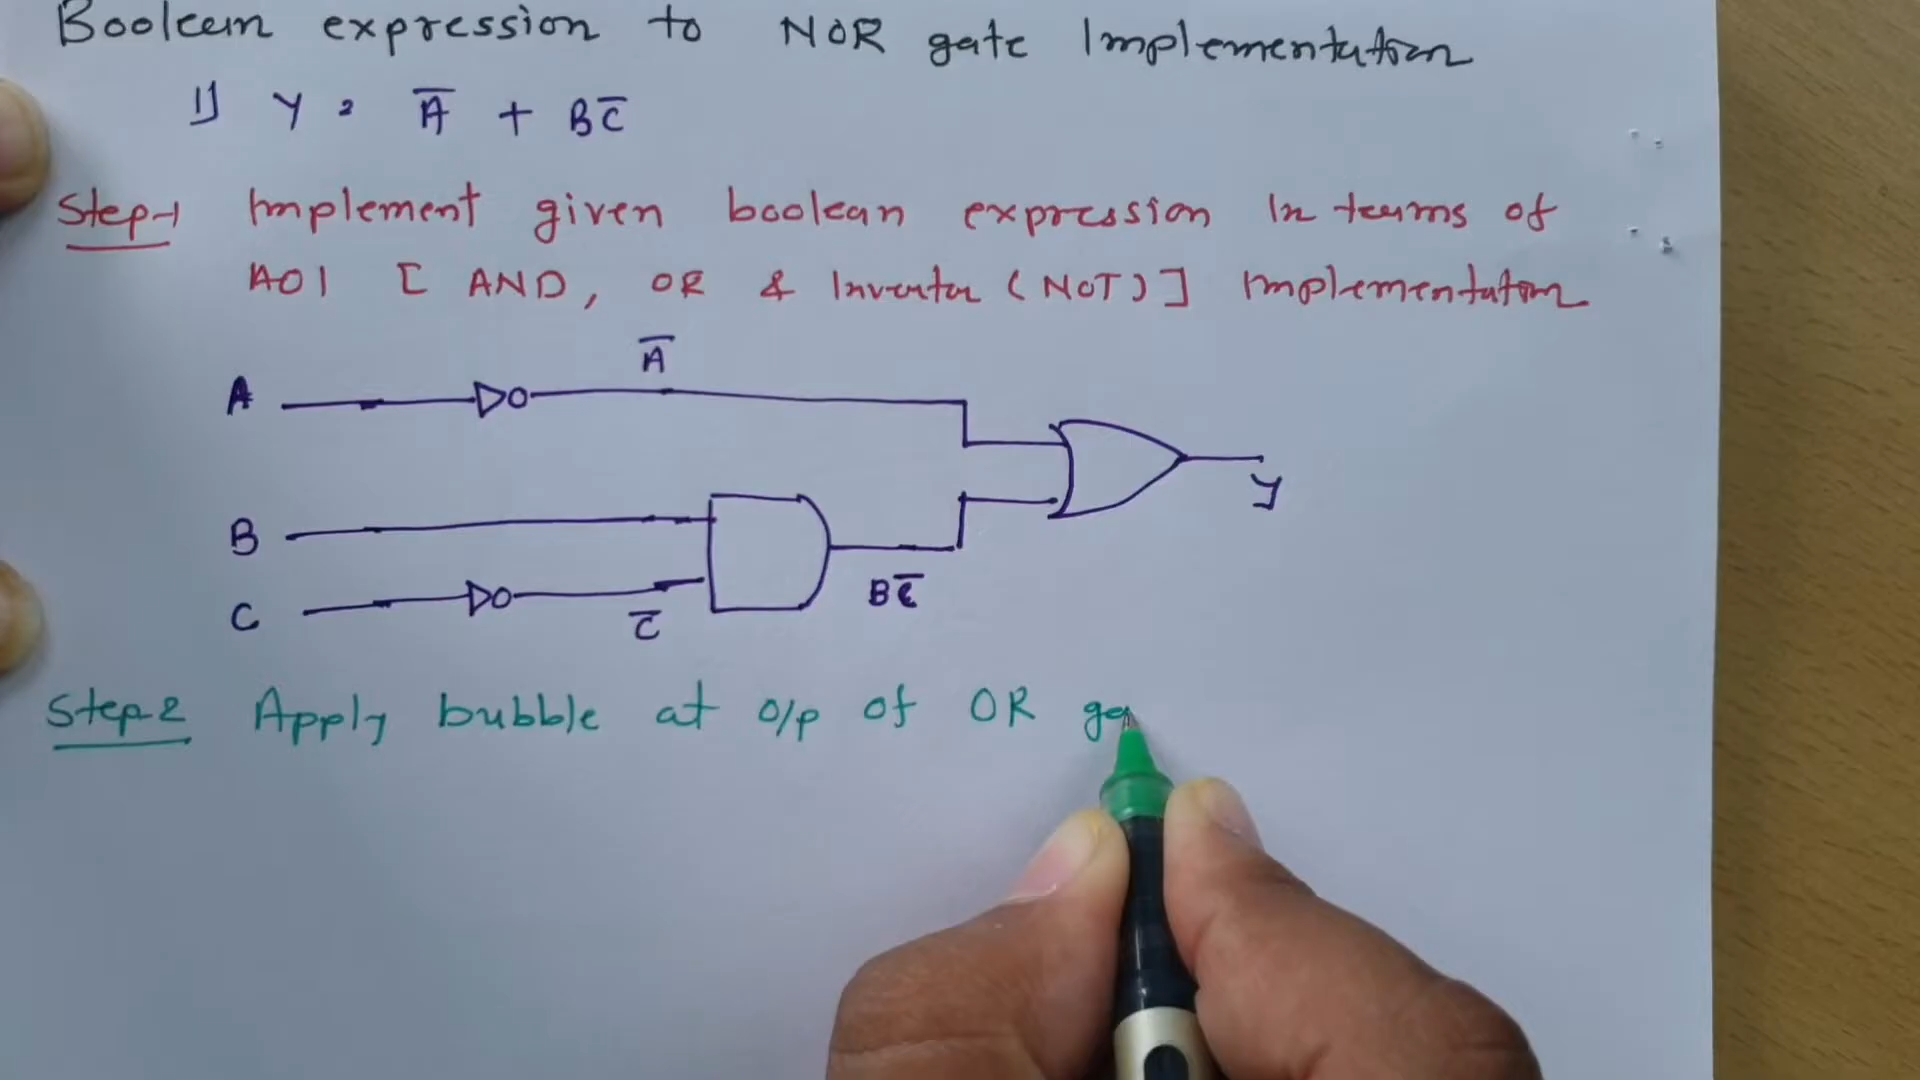 Boolean expression to NOR gate Implementation
1) Y = A̅ + BC̅
Step-1 Implement given boolean expression In terms of
AOI [ AND, OR & Inverter (NOT) ] Implementation
A̅
A
Y
B
BC̅
C
C̅
Step-2 Apply bubble at o/p of OR ga